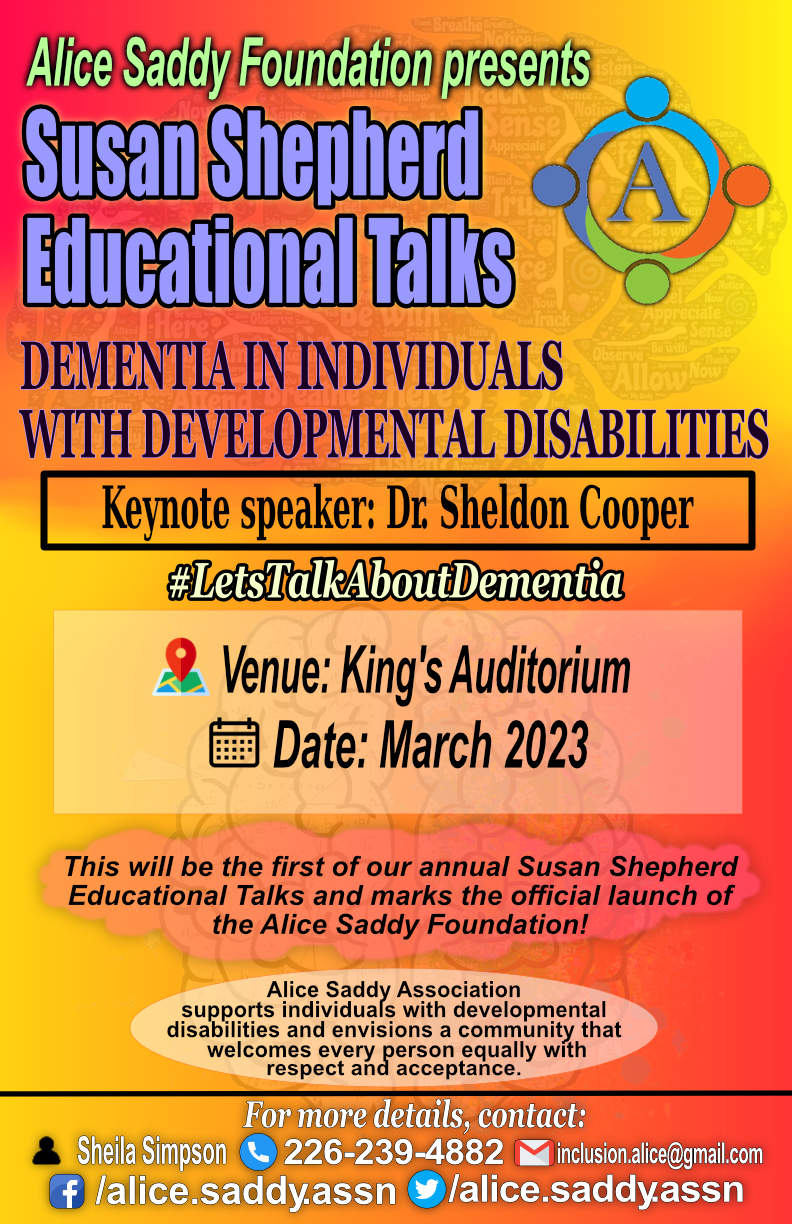 Alice Saddy Foundation presents
Susan Shepherd
Educational Talks
A
DEMENTIA IN INDIVIDUALS
WITH DEVELOPMENTAL DISABILITIES
Keynote speaker: Dr. Sheldon Cooper
#LetsTalkAboutDementia
Venue: King's Auditorium
Date: March 2023
This will be the first of our annual Susan Shepherd
Educational Talks and marks the official launch of
the Alice Saddy Foundation!
Alice Saddy Association
supports individuals with developmental
disabilities and envisions a community that
welcomes every person equally with
respect and acceptance.
For more details, contact:
Sheila Simpson 226-239-4882 inclusion.alice@gmail.com
/alice.saddy.assn /alice.saddy.assn